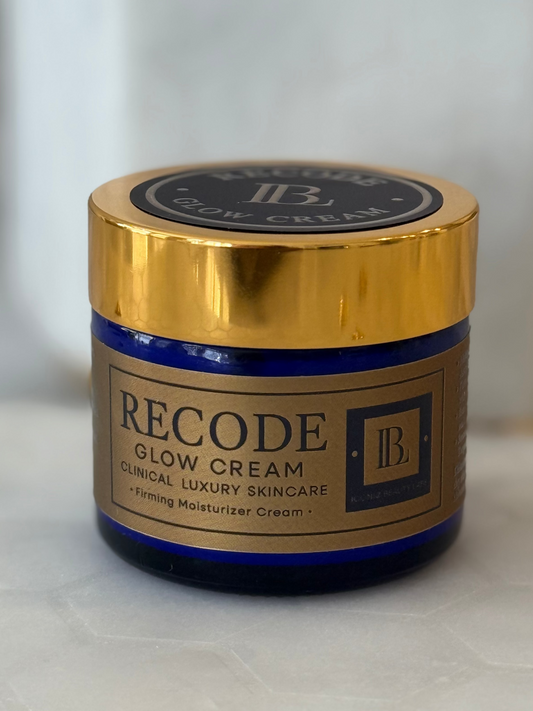 RECODE
IBL
GLOW CREAM
RECODE
GLOW CREAM
CLINICAL LUXURY SKINCARE
• Firming Moisturizer Cream •
IBL